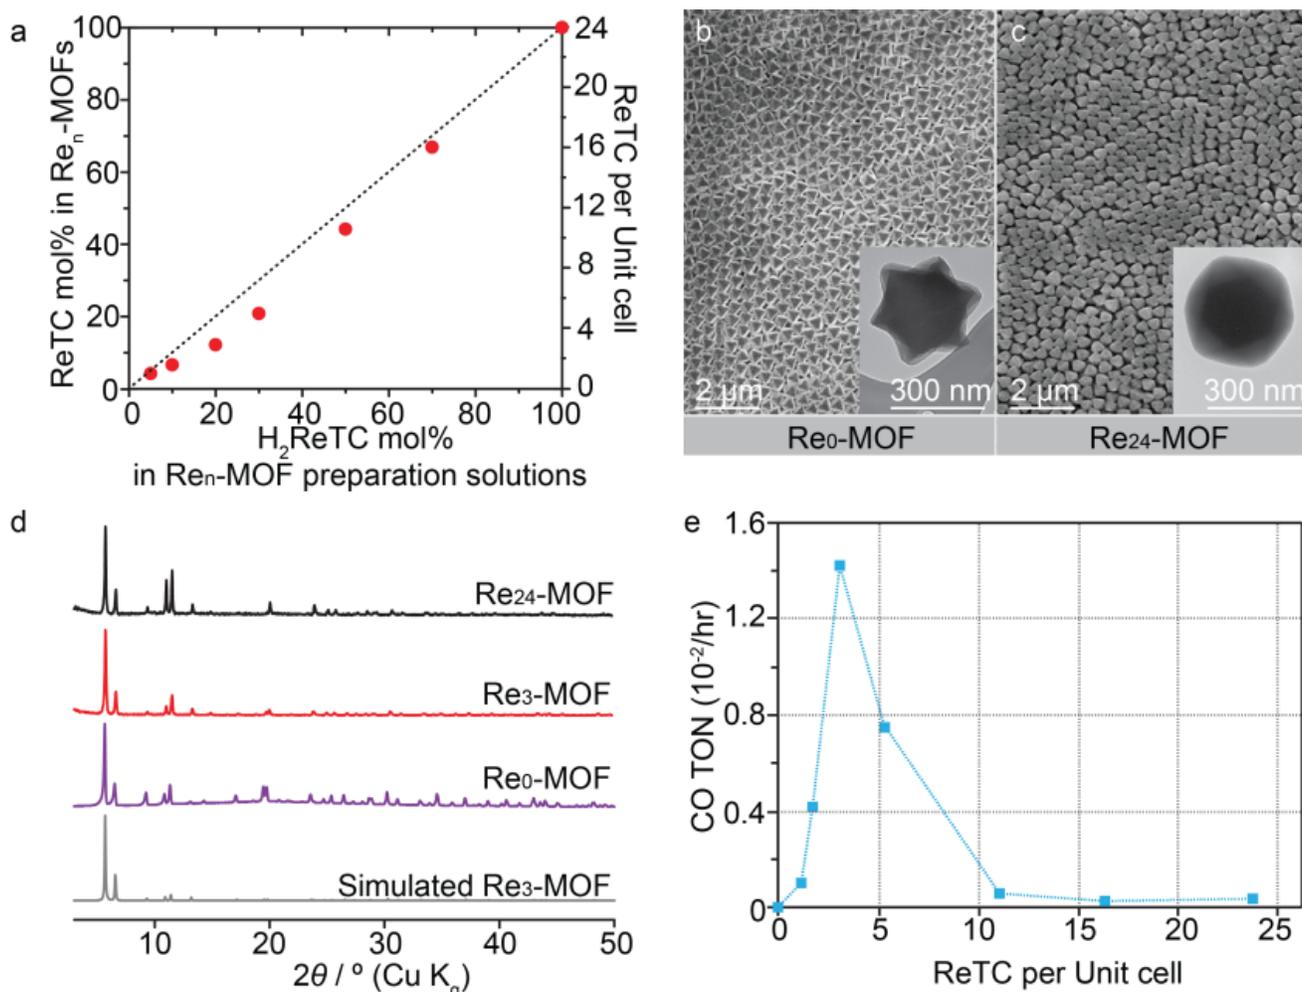 a
100
80
60
40
20
0
ReTC mol% in Reₙ-MOFs
24
20
16
12
8
4
0
ReTC per Unit cell
0 20 40 60 80 100
H₂ReTC mol%
in Reₙ-MOF preparation solutions
b
2 µm
300 nm
Re₀-MOF
c
2 µm
300 nm
Re₂₄-MOF
d
Re₂₄-MOF
Re₃-MOF
Re₀-MOF
Simulated Re₃-MOF
10 20 30 40 50
2θ / º (Cu Kα)
e
1.6
1.2
0.8
0.4
0
CO TON (10⁻²/hr)
0 5 10 15 20 25
ReTC per Unit cell